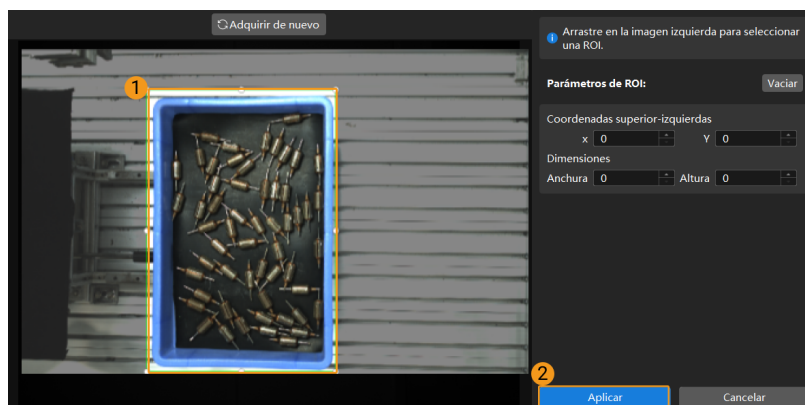 Adquirir de nuevo
Arrastre en la imagen izquierda para seleccionar
una ROI.
1
Parámetros de ROI:
Vaciar
Coordenadas superior-izquierdas
x 0 Y 0
Dimensiones
Anchura 0 Altura 0
2
Aplicar Cancelar